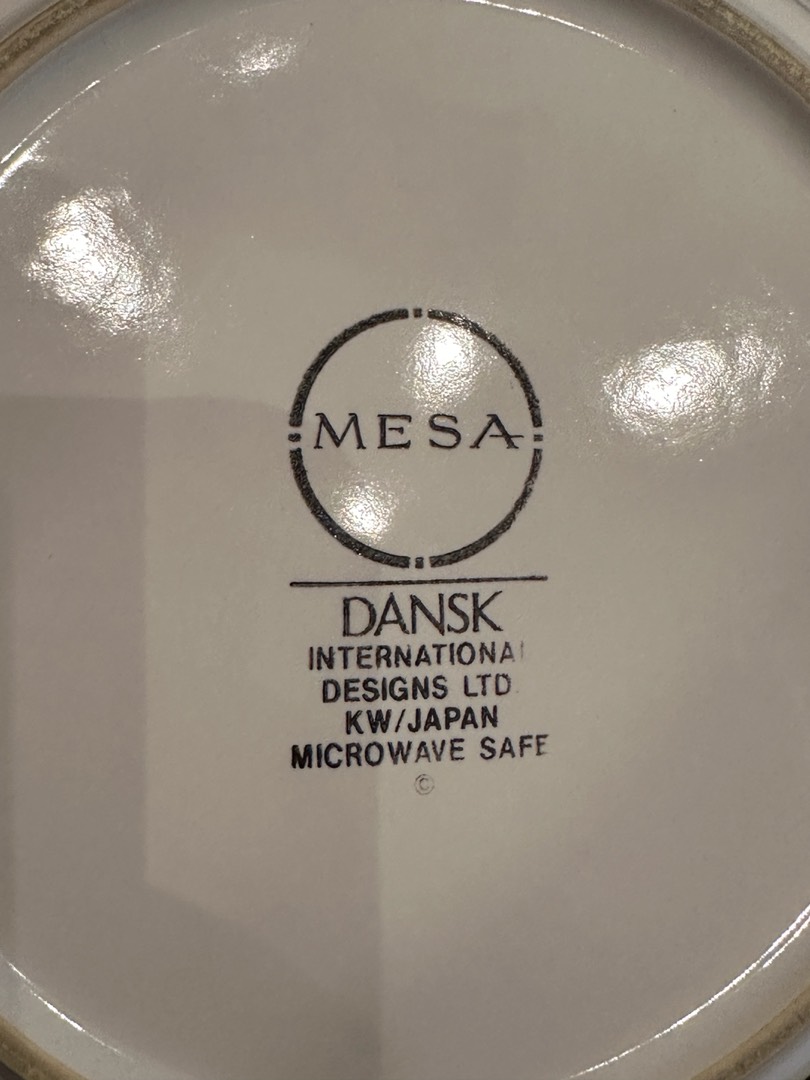 MESA
DANSK
INTERNATIONAL
DESIGNS LTD
KW/JAPAN
MICROWAVE SAFE
©